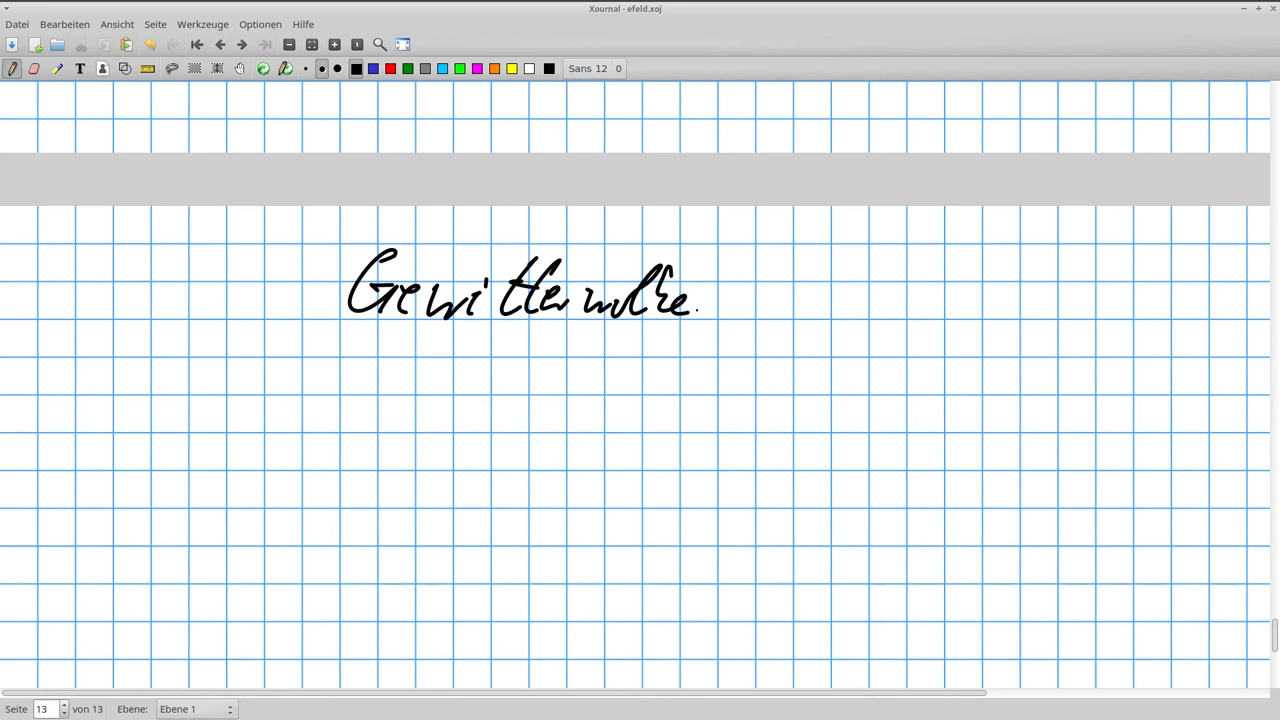 Xournal - efeld.xoj
Datei Bearbeiten Ansicht Seite Werkzeuge Optionen Hilfe
Sans 12 0
Gewitterwolke.
Seite 13 von 13 Ebene: Ebene 1